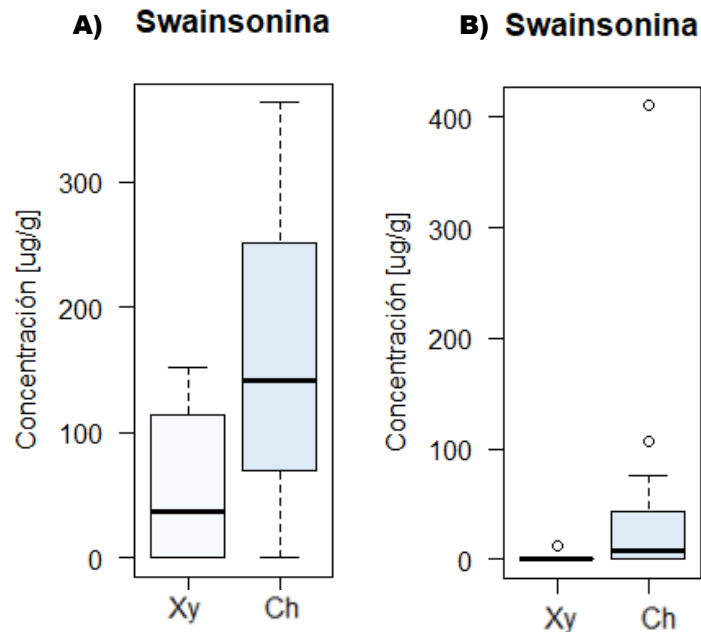 A) Swainsonina
Concentración [ug/g]
300
200
100
0
Xy Ch
B) Swainsonina
Concentración [ug/g]
400
300
200
100
0
Xy Ch